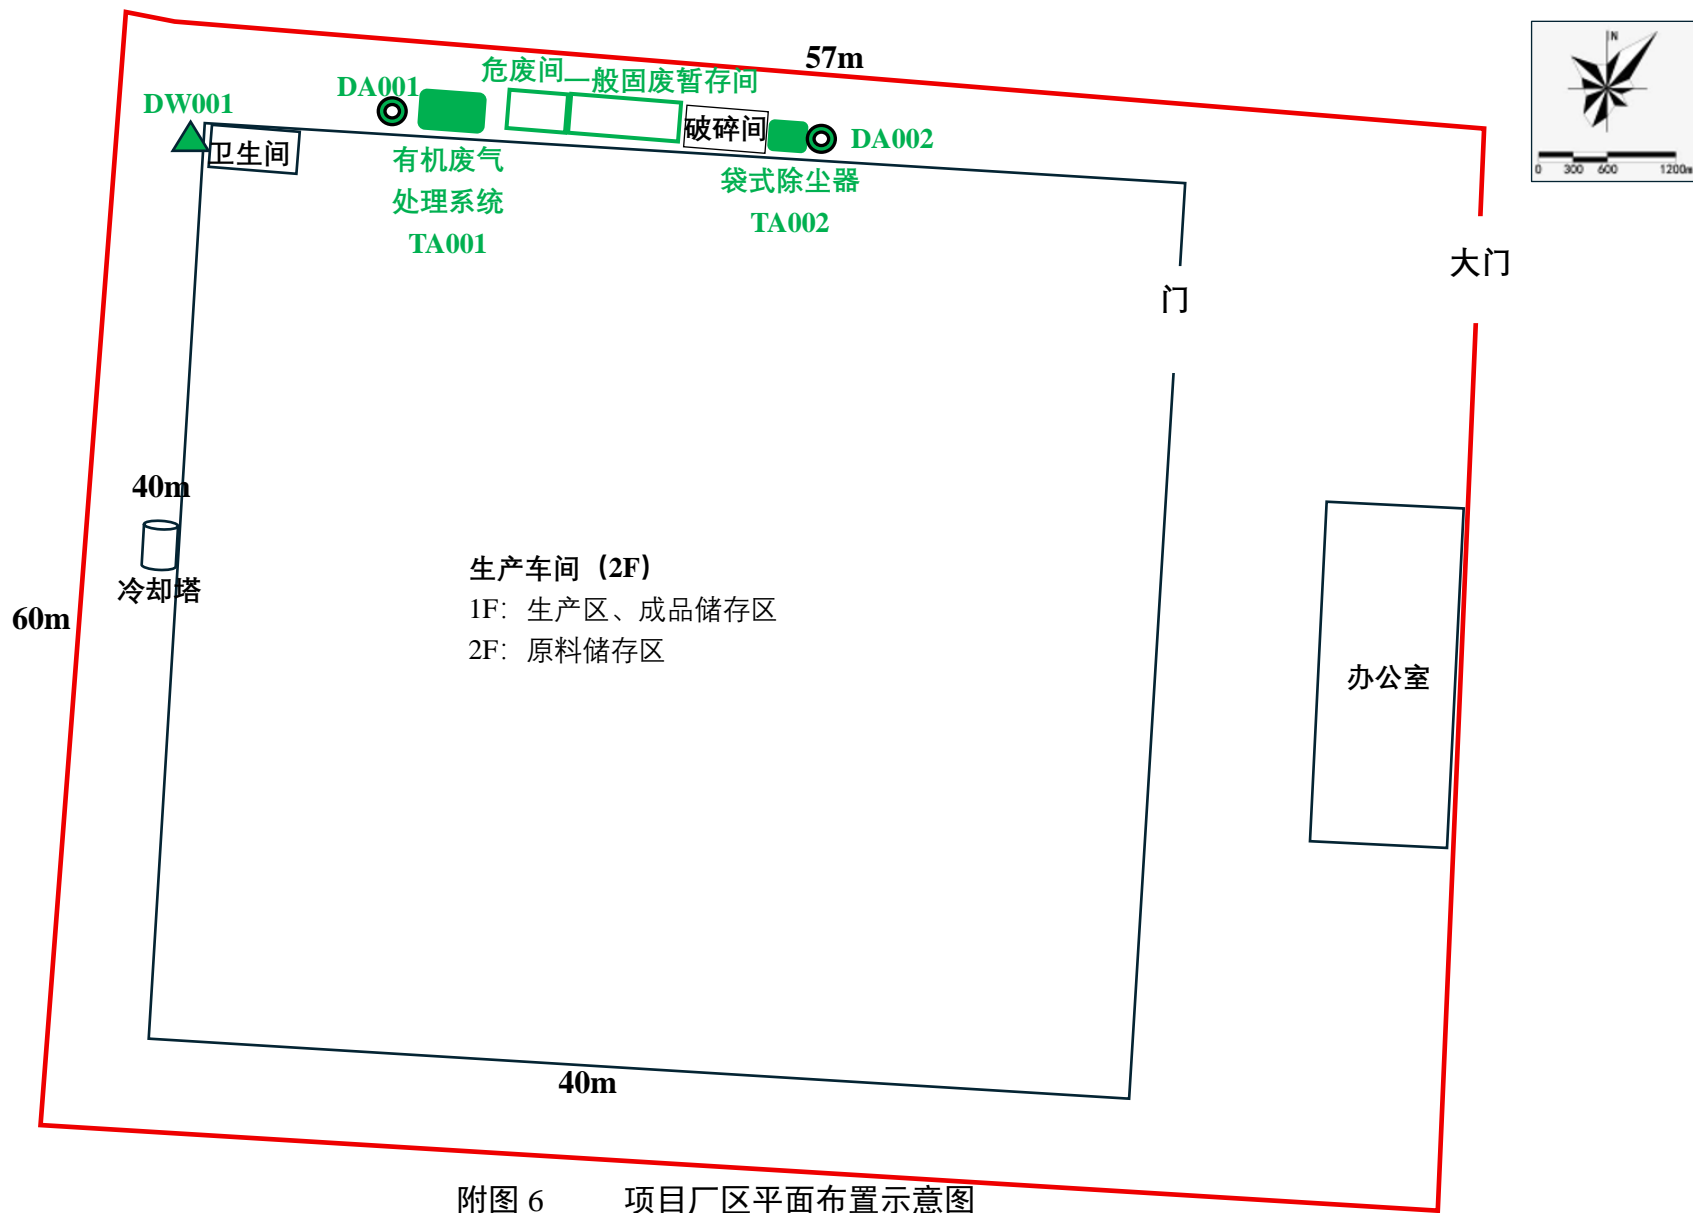 57m
N
0 300 600 1200m
DW001
DA001
危废间
一般固废暂存间
卫生间
破碎间
DA002
有机废气
处理系统
TA001
袋式除尘器
TA002
大门
门
40m
冷却塔
60m
生产车间（2F）
1F：生产区、成品储存区
2F：原料储存区
办公室
40m
附图 6 项目厂区平面布置示意图